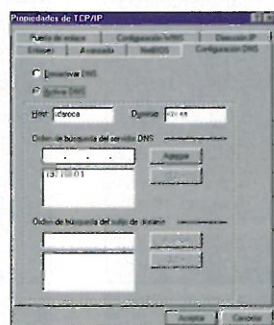 Propiedades de TCP/IP
Puerta de enlace Configuración WINS Dirección IP
Enlaces Avanzada NetBIOS Configuración DNS
Desactivar DNS
Activar DNS
Host: Dominio:
Orden de búsqueda del servidor DNS
Agregar
Orden de búsqueda del sufijo de dominio
Aceptar Cancelar